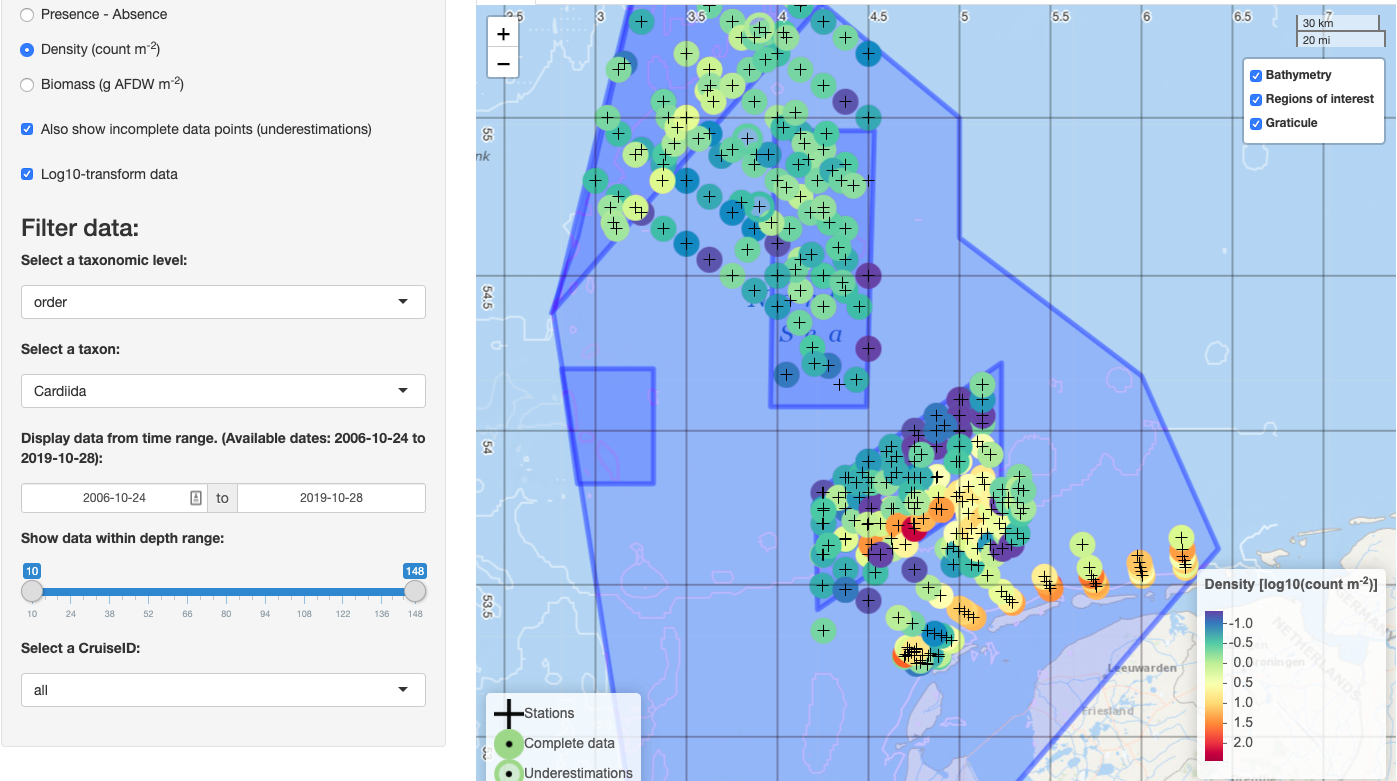 Presence - Absence
Density (count m-2)
Biomass (g AFDW m-2)
Also show incomplete data points (underestimations)
Log10-transform data
Filter data:
Select a taxonomic level:
order
Select a taxon:
Cardiida
Display data from time range. (Available dates: 2006-10-24 to
2019-10-28):
2006-10-24 to 2019-10-28
Show data within depth range:
10 148
10 24 38 52 66 80 94 108 122 136 148
Select a CruiseID:
all
3 3.5 4 4.5 5 5.5 6 6.5 7
+
−
30 km
20 mi
Bathymetry
Regions of interest
Graticule
55
nk
54.5
Sea
54
53.5
Leeuwarden
Friesland
GERMANY
NETHERLANDS
Stations
Complete data
Underestimations
Density [log10(count m-2)]
-1.0
-0.5
0.0
0.5
1.0
1.5
2.0